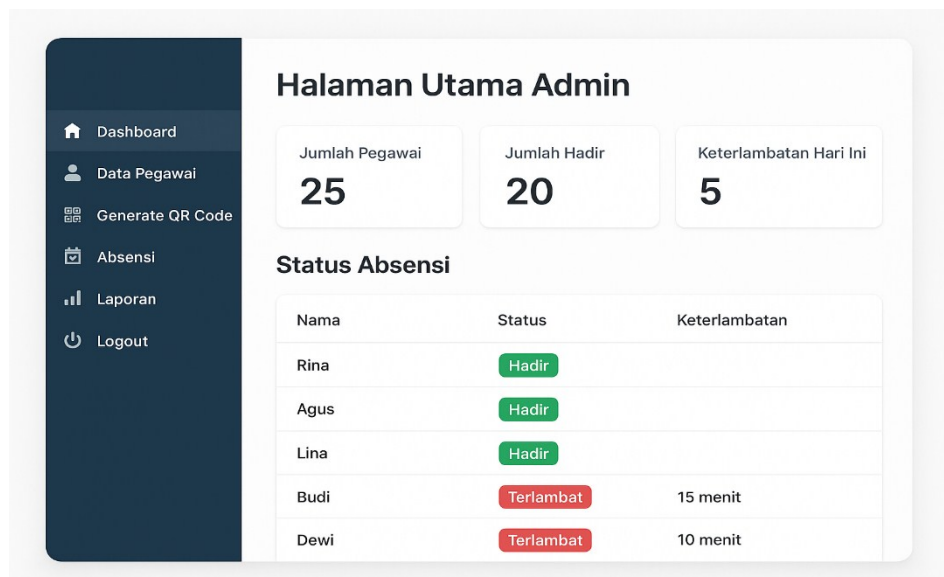 Dashboard
Data Pegawai
Generate QR Code
Absensi
Laporan
Logout
Halaman Utama Admin
Jumlah Pegawai
25
Jumlah Hadir
20
Keterlambatan Hari Ini
5
Status Absensi
Nama Status Keterlambatan
Rina Hadir
Agus Hadir
Lina Hadir
Budi Terlambat 15 menit
Dewi Terlambat 10 menit